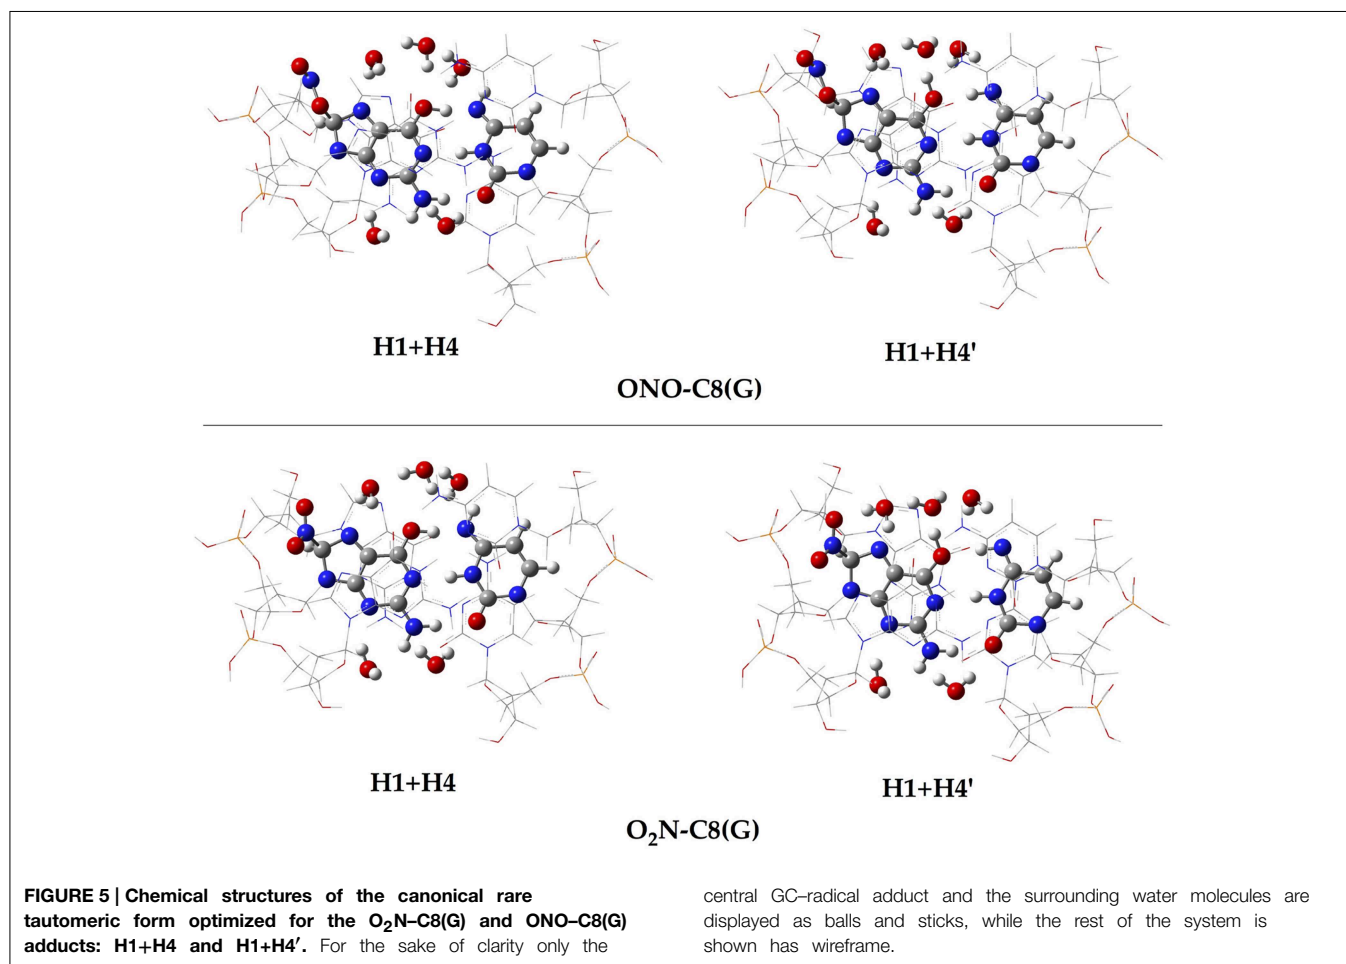 H1+H4
H1+H4'
ONO-C8(G)
H1+H4
H1+H4'
O₂N-C8(G)
FIGURE 5 | Chemical structures of the canonical rare
tautomeric form optimized for the O₂N–C8(G) and ONO–C8(G)
adducts: H1+H4 and H1+H4′. For the sake of clarity only the
central GC–radical adduct and the surrounding water molecules are
displayed as balls and sticks, while the rest of the system is
shown has wireframe.